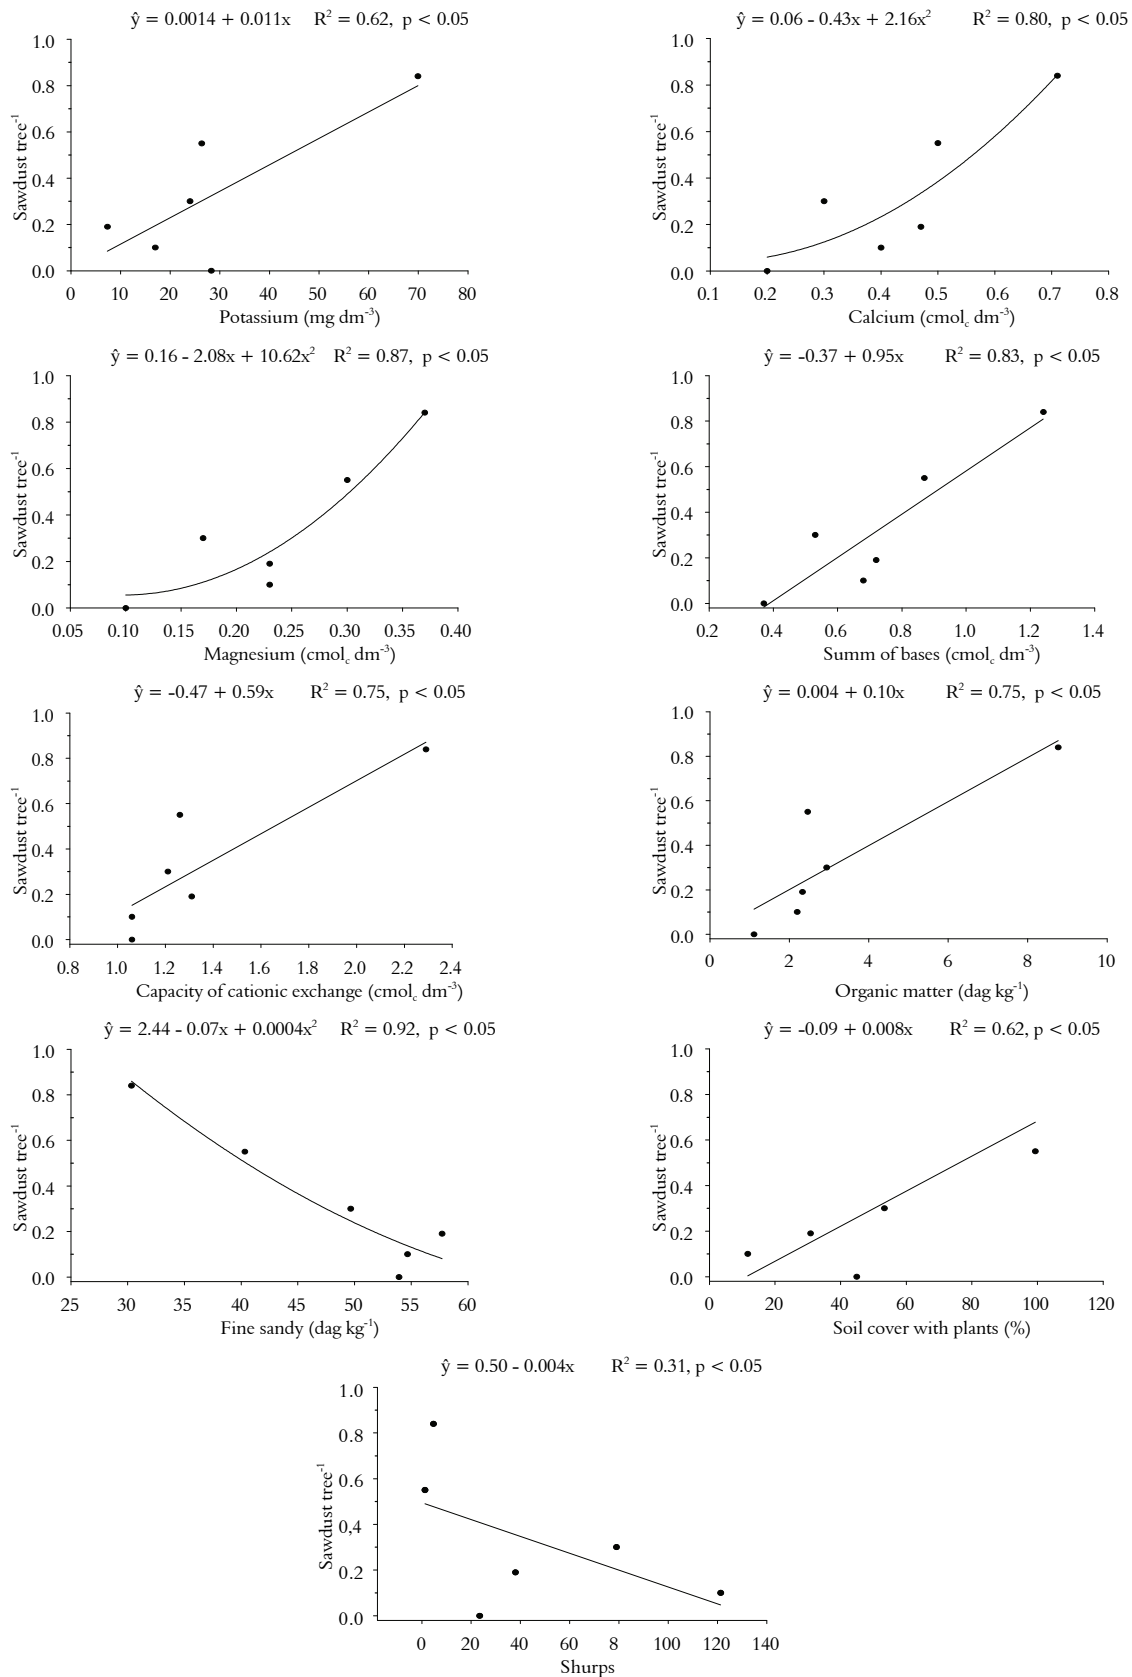 ŷ = 0.0014 + 0.011x R² = 0.62, p < 0.05
1.0
0.8
0.6
0.4
0.2
0.0
Sawdust tree⁻¹
0 10 20 30 40 50 60 70 80
Potassium (mg dm⁻³)
ŷ = 0.06 - 0.43x + 2.16x² R² = 0.80, p < 0.05
1.0
0.8
0.6
0.4
0.2
0.0
Sawdust tree⁻¹
0.1 0.2 0.3 0.4 0.5 0.6 0.7 0.8
Calcium (cmol꜀ dm⁻³)
ŷ = 0.16 - 2.08x + 10.62x² R² = 0.87, p < 0.05
1.0
0.8
0.6
0.4
0.2
0.0
Sawdust tree⁻¹
0.05 0.10 0.15 0.20 0.25 0.30 0.35 0.40
Magnesium (cmol꜀ dm⁻³)
ŷ = -0.37 + 0.95x R² = 0.83, p < 0.05
1.0
0.8
0.6
0.4
0.2
0.0
Sawdust tree⁻¹
0.2 0.4 0.6 0.8 1.0 1.2 1.4
Summ of bases (cmol꜀ dm⁻³)
ŷ = -0.47 + 0.59x R² = 0.75, p < 0.05
1.0
0.8
0.6
0.4
0.2
0.0
Sawdust tree⁻¹
0.8 1.0 1.2 1.4 1.6 1.8 2.0 2.2 2.4
Capacity of cationic exchange (cmol꜀ dm⁻³)
ŷ = 0.004 + 0.10x R² = 0.75, p < 0.05
1.0
0.8
0.6
0.4
0.2
0.0
Sawdust tree⁻¹
0 2 4 6 8 10
Organic matter (dag kg⁻¹)
ŷ = 2.44 - 0.07x + 0.0004x² R² = 0.92, p < 0.05
1.0
0.8
0.6
0.4
0.2
0.0
Sawdust tree⁻¹
25 30 35 40 45 50 55 60
Fine sandy (dag kg⁻¹)
ŷ = -0.09 + 0.008x R² = 0.62, p < 0.05
1.0
0.8
0.6
0.4
0.2
0.0
Sawdust tree⁻¹
0 20 40 60 80 100 120
Soil cover with plants (%)
ŷ = 0.50 - 0.004x R² = 0.31, p < 0.05
1.0
0.8
0.6
0,4
0.2
0.0
Sawdust tree⁻¹
0 20 40 60 8 100 120 140
Shurps